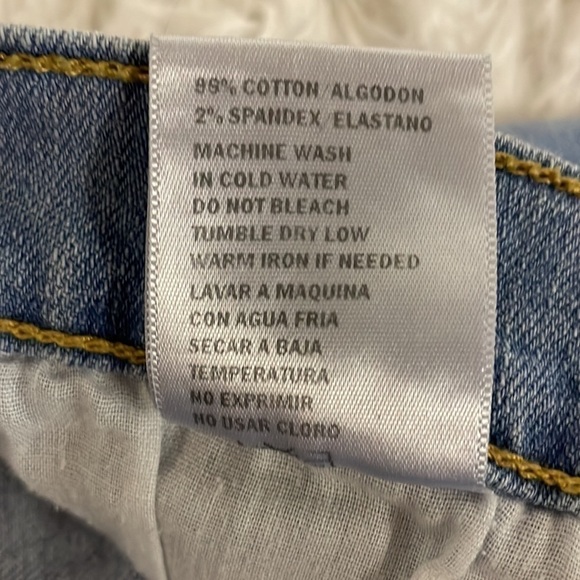 98% COTTON/ALGODON
2% SPANDEX/ELASTANO
MACHINE WASH
IN COLD WATER
DO NOT BLEACH
TUMBLE DRY LOW
WARM IRON IF NEEDED
LAVAR A MAQUINA
CON AGUA FRIA
SECAR A BAJA
TEMPERATURA
NO EXPRIMIR
NO USAR CLORO